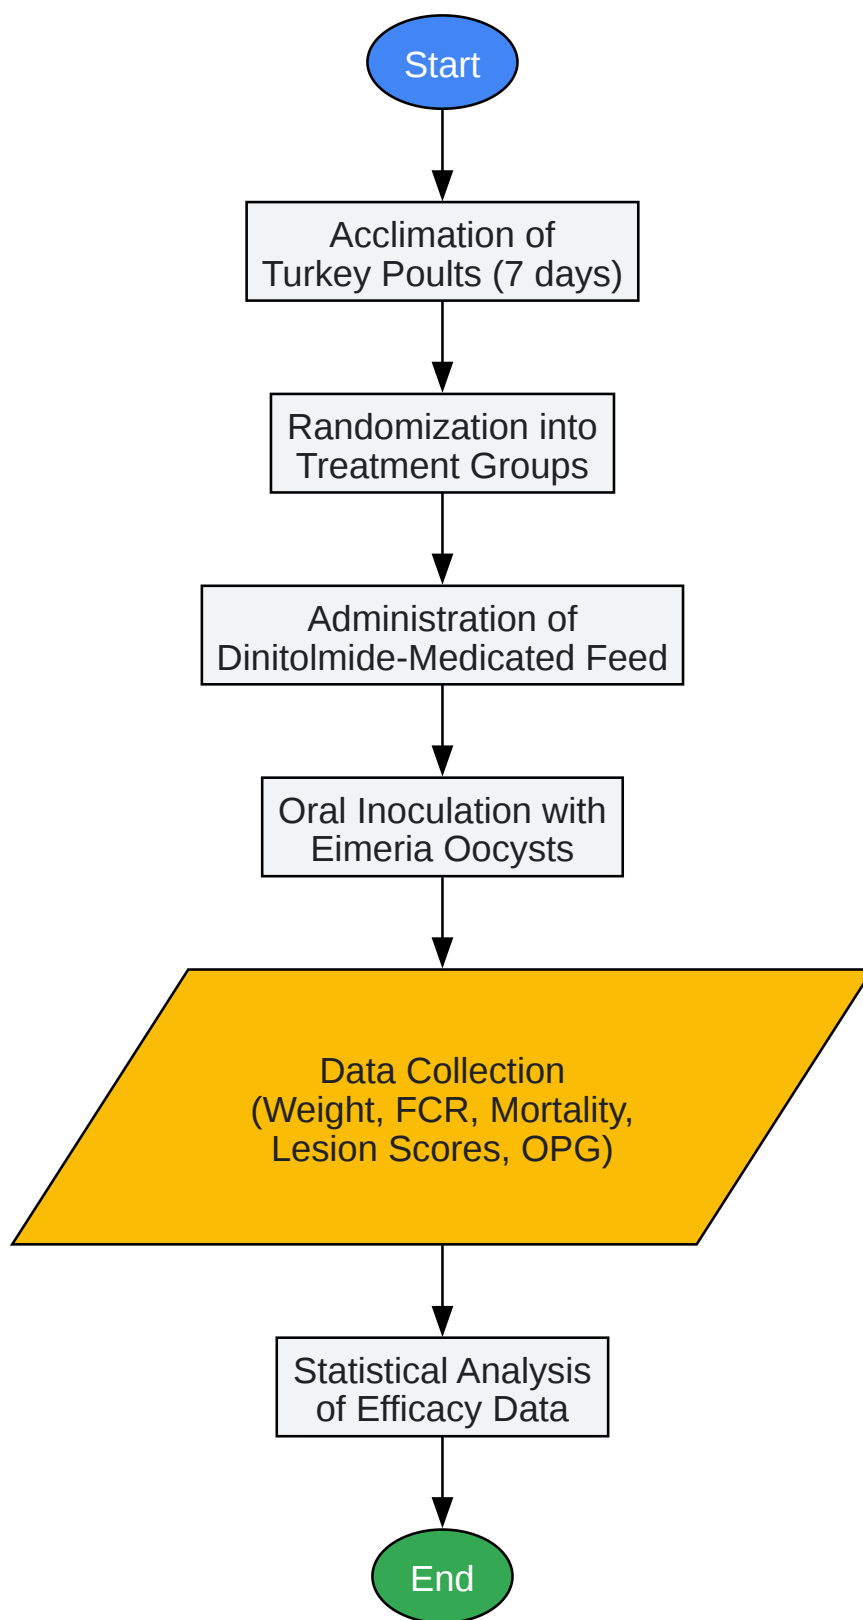 Start
Acclimation of
Turkey Poults (7 days)
Randomization into
Treatment Groups
Administration of
Dinitolmide-Medicated Feed
Oral Inoculation with
Eimeria Oocysts
Data Collection
(Weight, FCR, Mortality,
Lesion Scores, OPG)
Statistical Analysis
of Efficacy Data
End